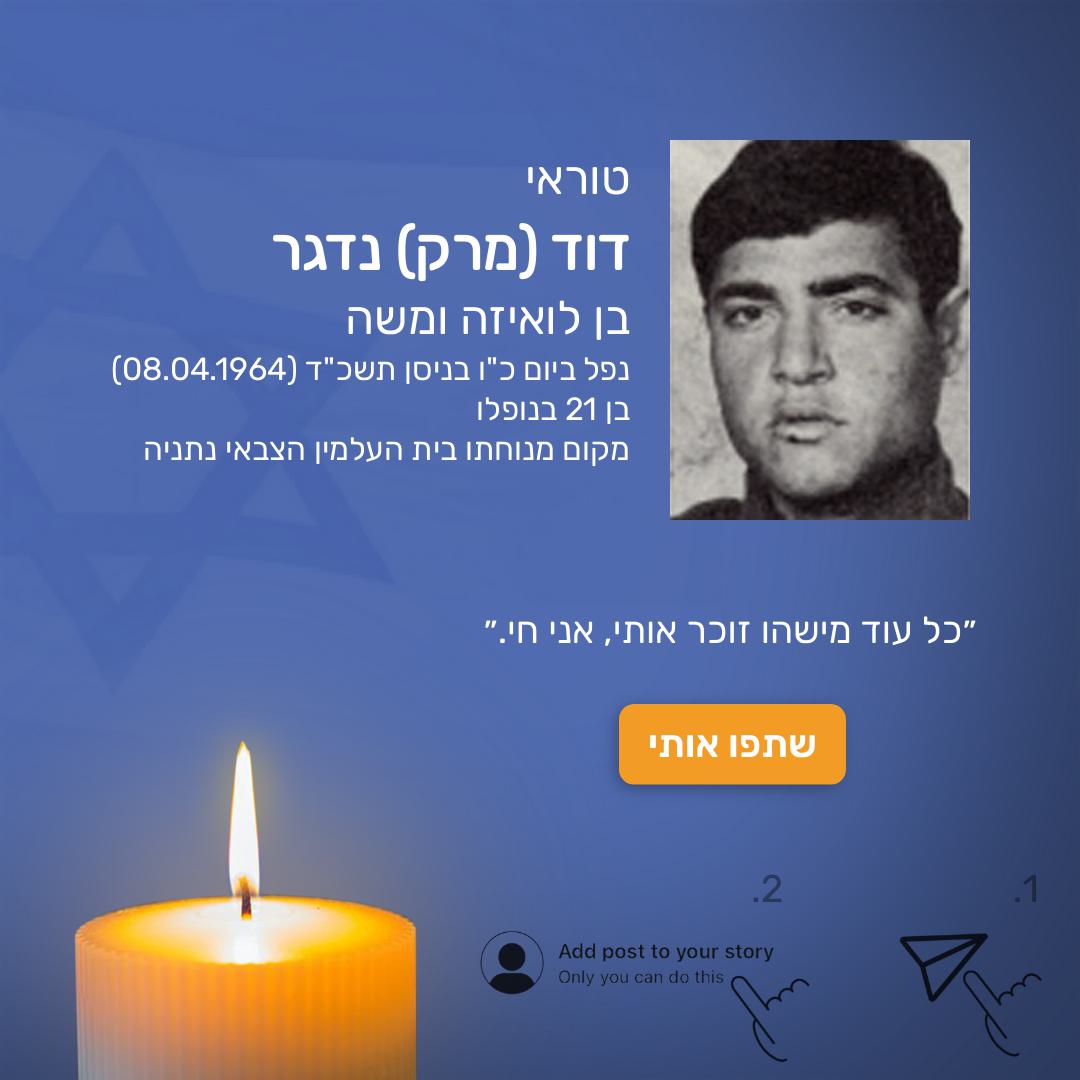 טוראי
דוד (מרק) נדגר
בן לואיזה ומשה
נפל ביום כ"ו בניסן תשכ"ד (08.04.1964)
בן 21 בנופלו
מקום מנוחתו בית העלמין הצבאי נתניה
״כל עוד מישהו זוכר אותי, אני חי.״
שתפו אותי
1.
2.
Add post to your story
Only you can do this